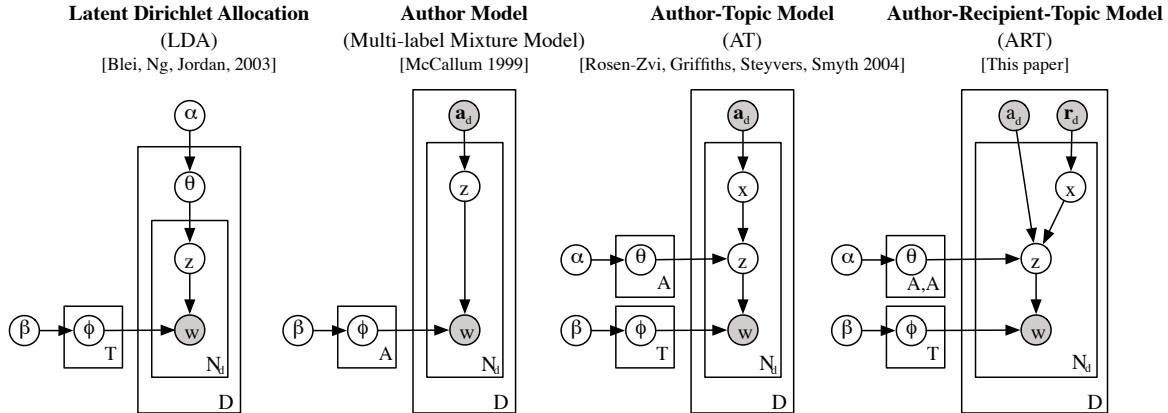 Latent Dirichlet Allocation
(LDA)
[Blei, Ng, Jordan, 2003]
α
θ
z
β
ϕ
T
w
N_d
D
Author Model
(Multi-label Mixture Model)
[McCallum 1999]
a_d
z
β
ϕ
A
w
N_d
D
Author-Topic Model
(AT)
[Rosen-Zvi, Griffiths, Steyvers, Smyth 2004]
a_d
x
α
θ
A
z
β
ϕ
T
w
N_d
D
Author-Recipient-Topic Model
(ART)
[This paper]
a_d
r_d
x
α
θ
A,A
z
β
ϕ
T
w
N_d
D